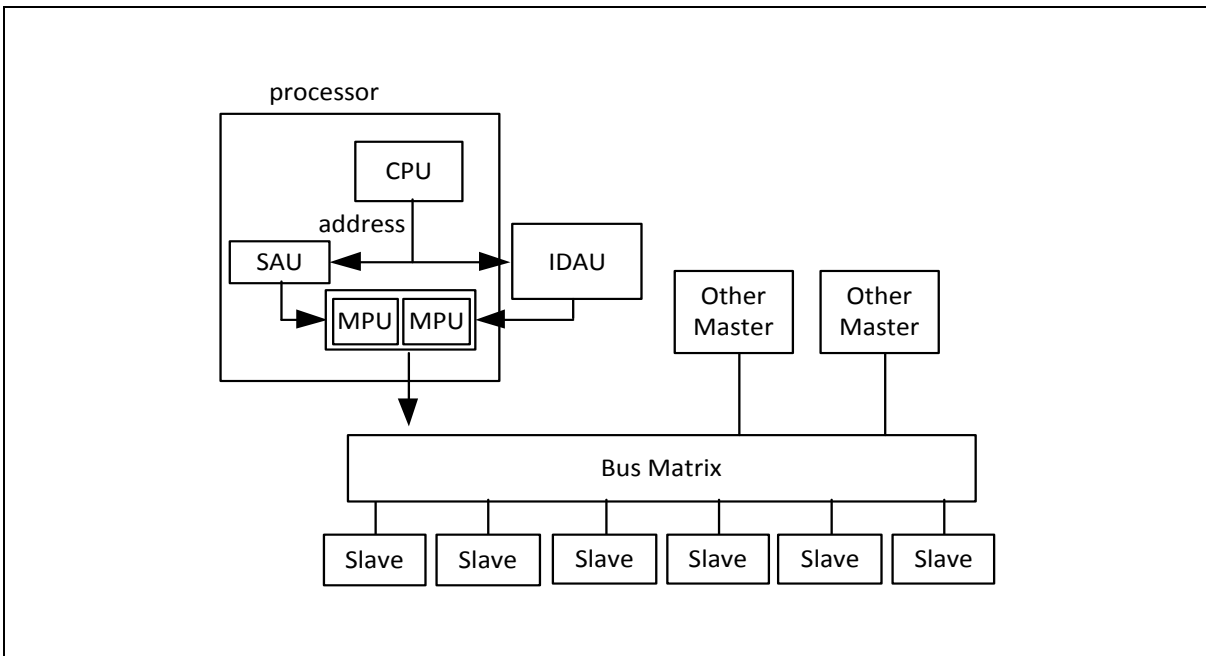 processor
CPU
address
SAU
IDAU
MPU
MPU
Other
Master
Other
Master
Bus Matrix
Slave
Slave
Slave
Slave
Slave
Slave